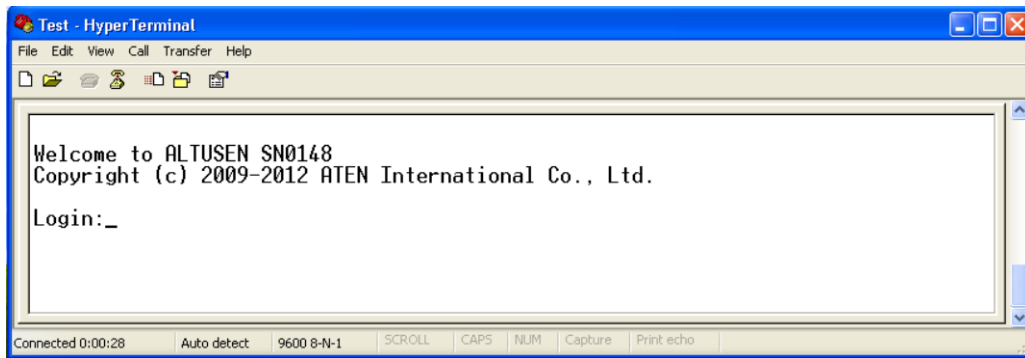 Test - HyperTerminal
File Edit View Call Transfer Help
Welcome to ALTUSEN SN0148
Copyright (c) 2009-2012 ATEN International Co., Ltd.
Login:_
Connected 0:00:28 Auto detect 9600 8-N-1 SCROLL CAPS NUM Capture Print echo